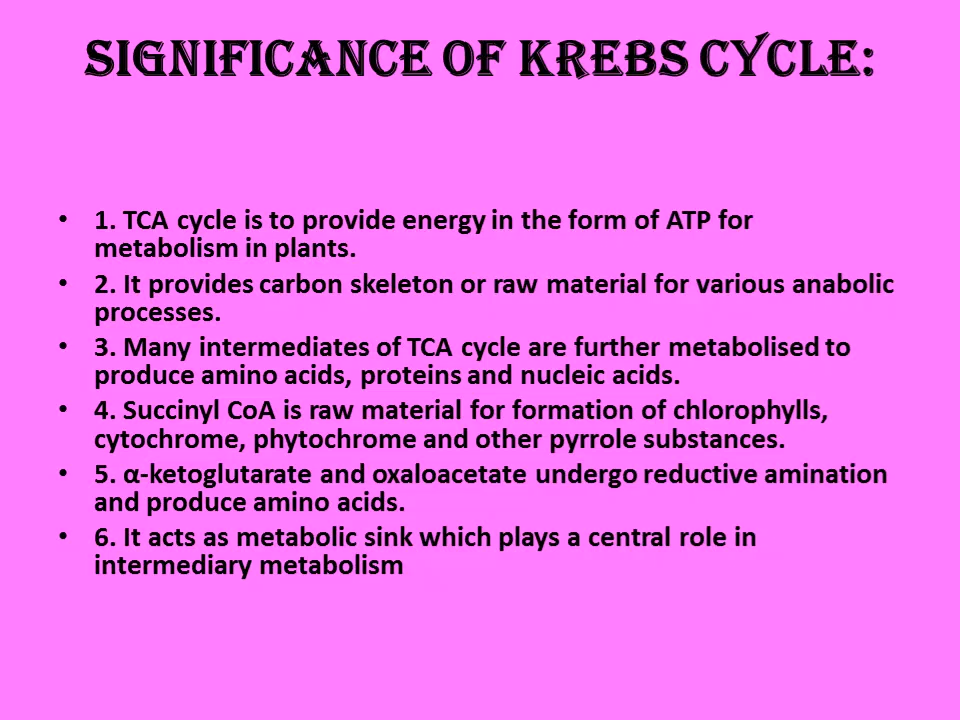 SIGNIFICANCE OF KREBS CYCLE:
• 1. TCA cycle is to provide energy in the form of ATP for
metabolism in plants.
• 2. It provides carbon skeleton or raw material for various anabolic
processes.
• 3. Many intermediates of TCA cycle are further metabolised to
produce amino acids, proteins and nucleic acids.
• 4. Succinyl CoA is raw material for formation of chlorophylls,
cytochrome, phytochrome and other pyrrole substances.
• 5. α-ketoglutarate and oxaloacetate undergo reductive amination
and produce amino acids.
• 6. It acts as metabolic sink which plays a central role in
intermediary metabolism